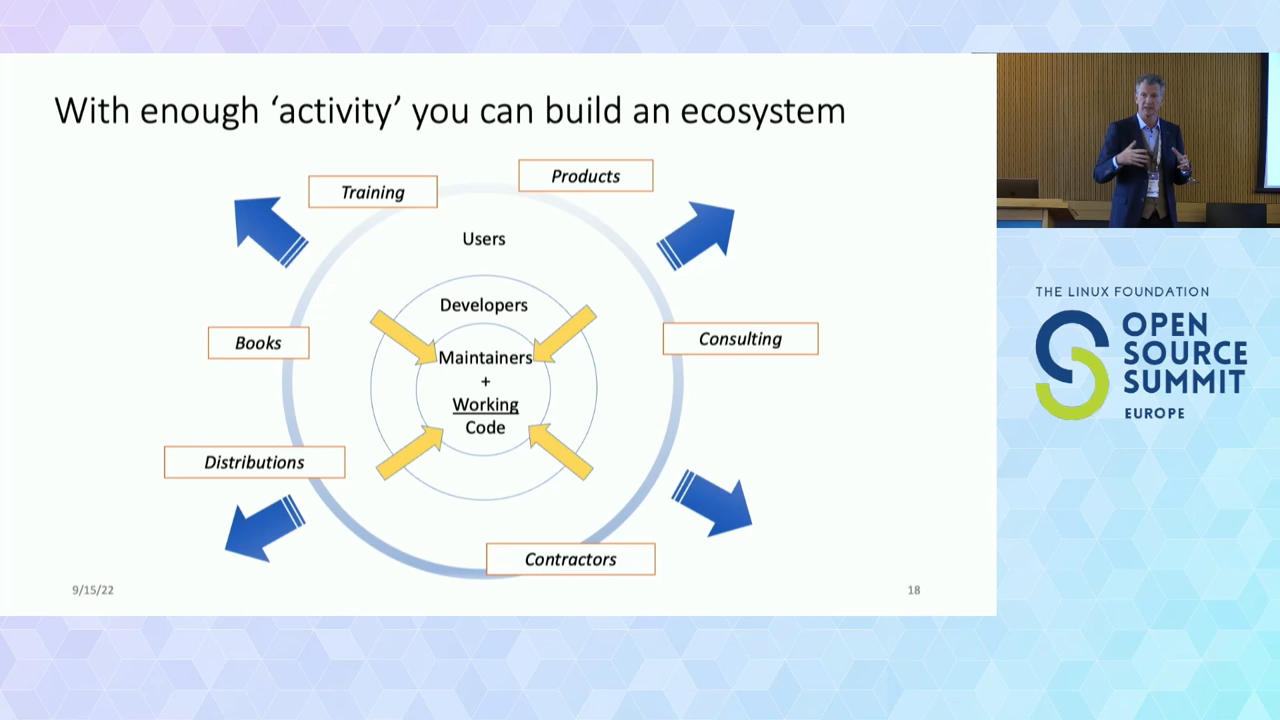 With enough ‘activity’ you can build an ecosystem
Training
Products
Users
Developers
Books
Consulting
Maintainers
+
Working
Code
Distributions
Contractors
9/15/22
18
THE LINUX FOUNDATION
OPEN
SOURCE
SUMMIT
EUROPE